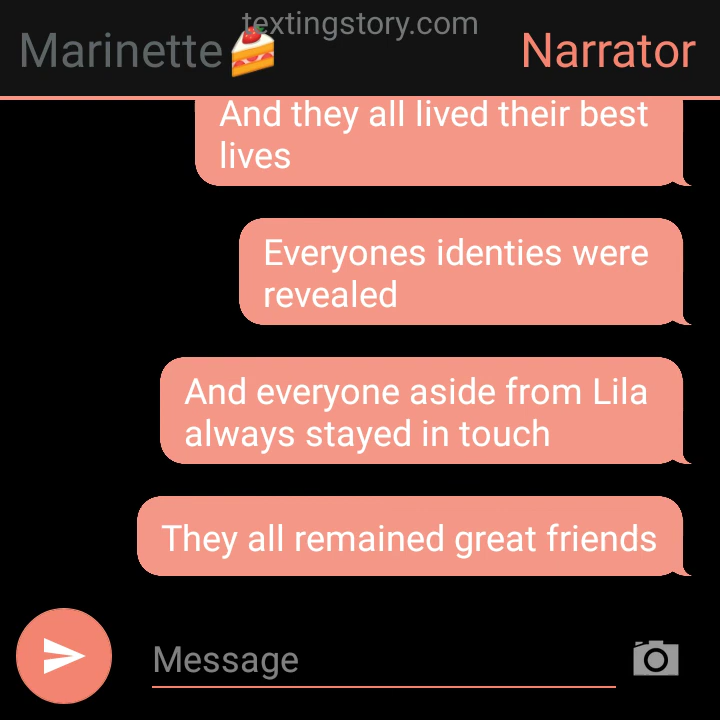 textingstory.com
Marinette🍰 Narrator
And they all lived their best
lives
Everyones identies were
revealed
And everyone aside from Lila
always stayed in touch
They all remained great friends
Message